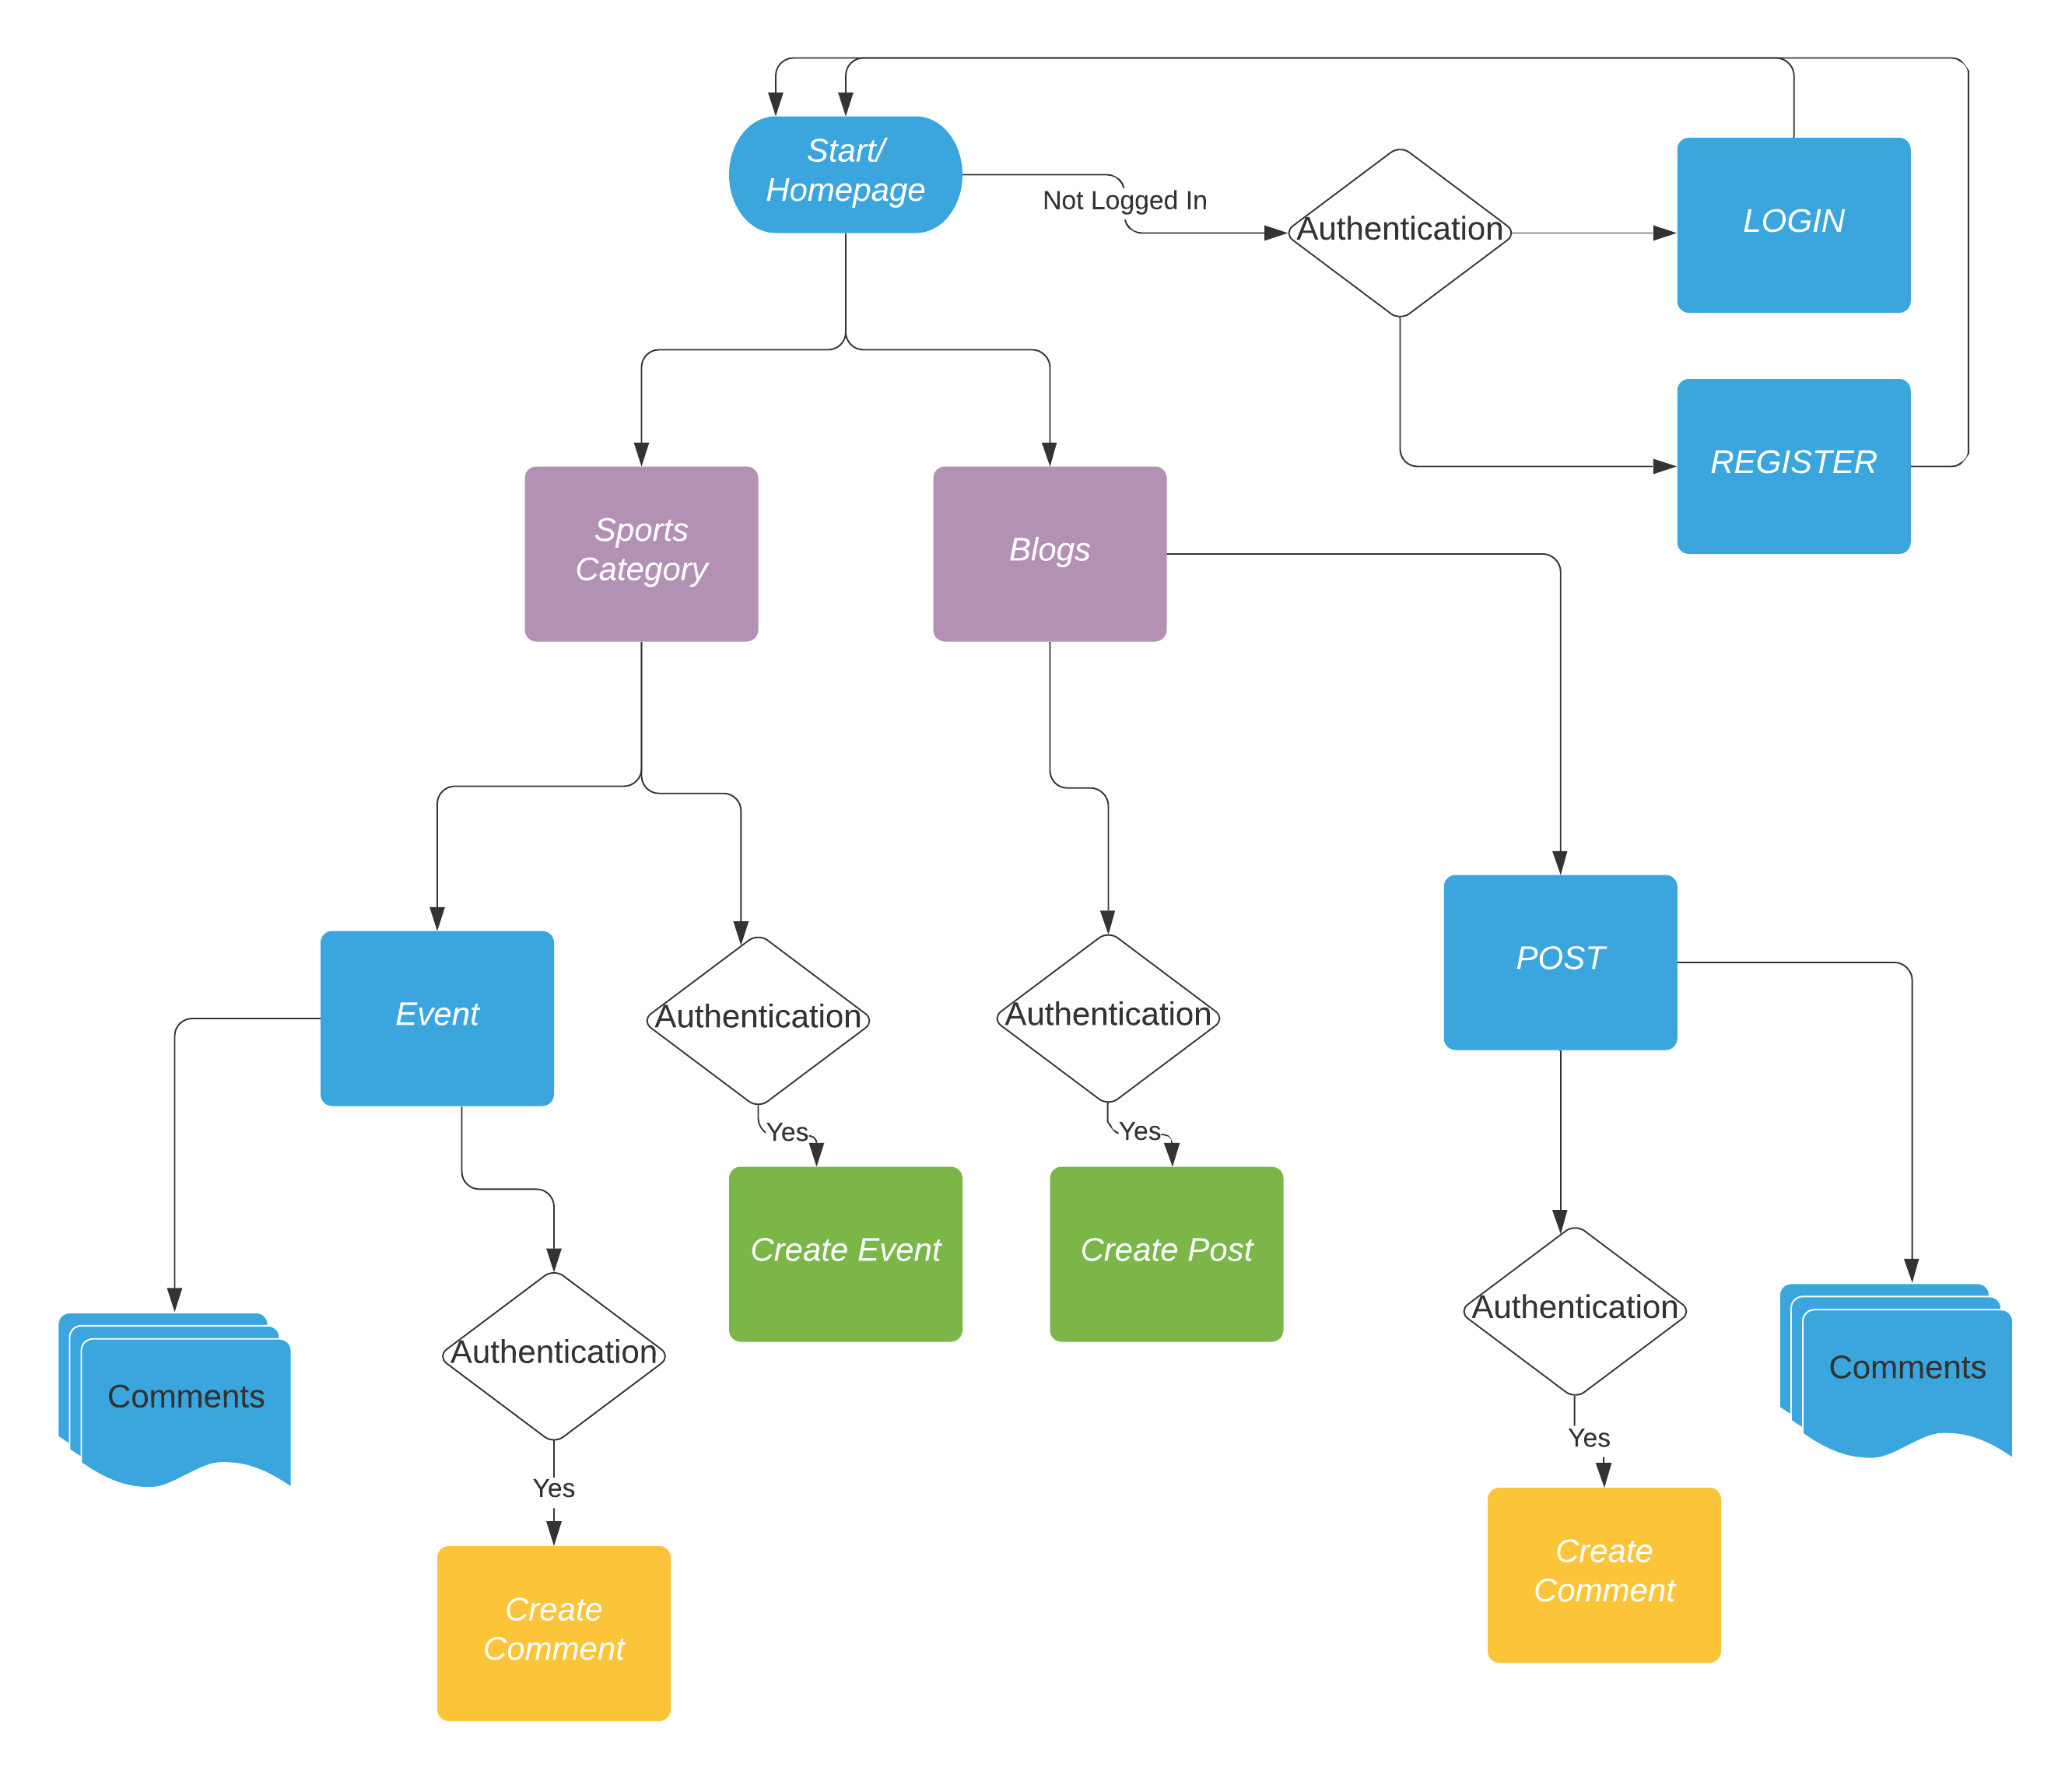 Start/
Homepage
Not Logged In
Authentication
LOGIN
REGISTER
Sports
Category
Blogs
Event
Authentication
Authentication
POST
Yes
Yes
Create Event
Create Post
Authentication
Authentication
Comments
Comments
Yes
Yes
Create
Comment
Create
Comment